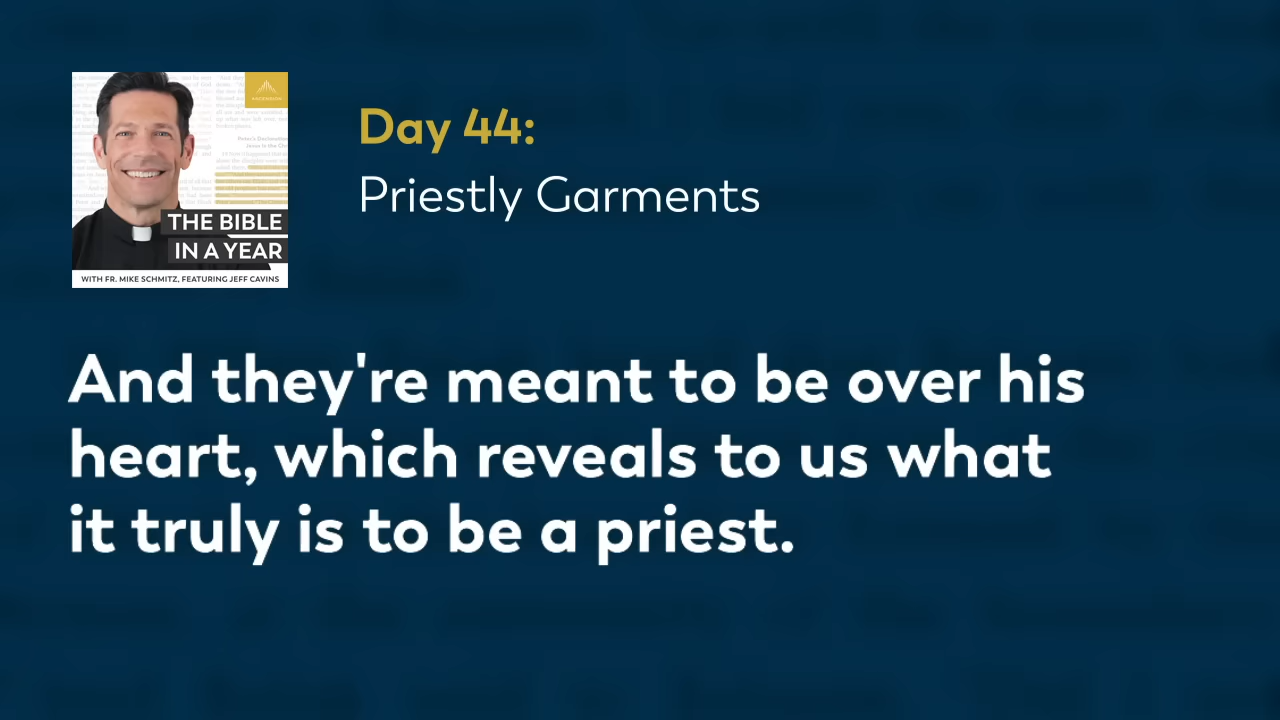 Day 44:
Priestly Garments
THE BIBLE
IN A YEAR
WITH FR. MIKE SCHMITZ, FEATURING JEFF CAVINS
And they're meant to be over his
heart, which reveals to us what
it truly is to be a priest.